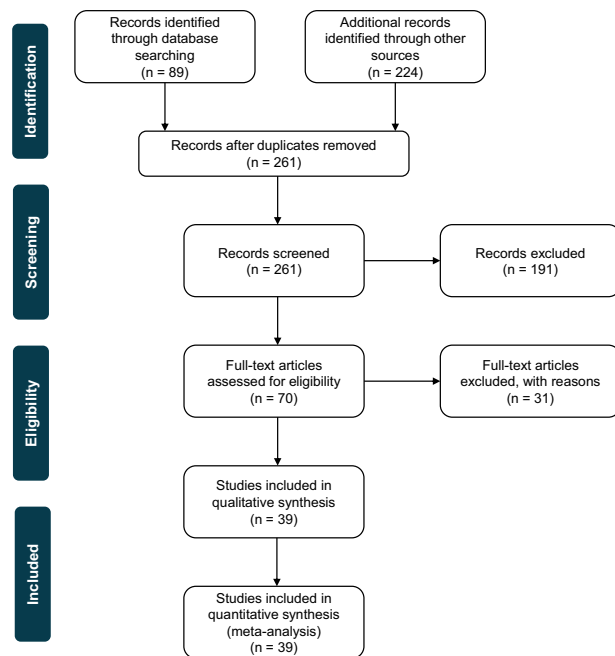 Identification
Records identified
through database
searching
(n = 89)
Additional records
identified through other
sources
(n = 224)
Records after duplicates removed
(n = 261)
Screening
Records screened
(n = 261)
Records excluded
(n = 191)
Eligibility
Full-text articles
assessed for eligibility
(n = 70)
Full-text articles
excluded, with reasons
(n = 31)
Studies included in
qualitative synthesis
(n = 39)
Included
Studies included in
quantitative synthesis
(meta-analysis)
(n = 39)